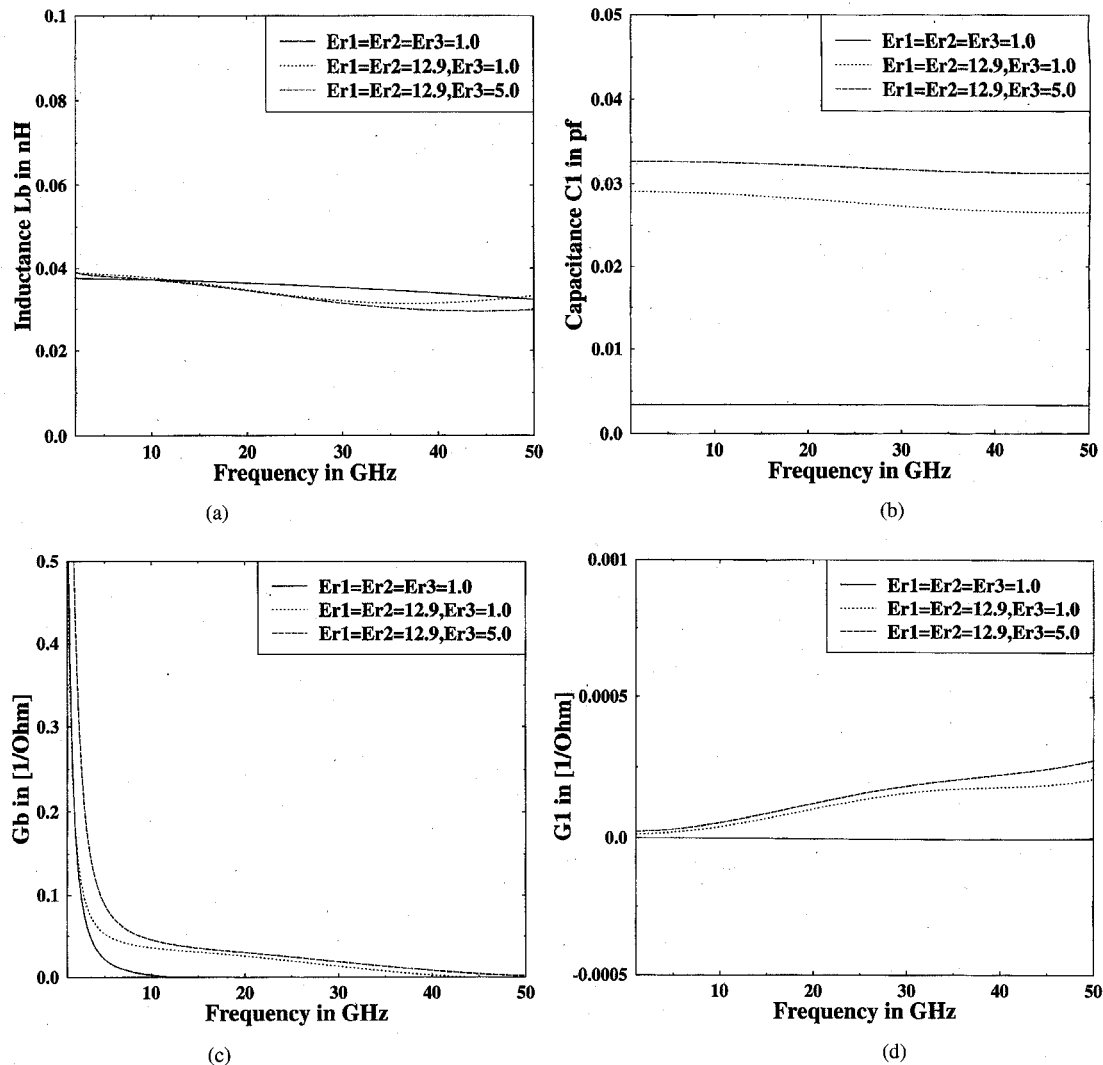 0.1
0.08
0.06
0.04
0.02
0.0
Inductance Lb in nH
Er1=Er2=Er3=1.0
Er1=Er2=12.9,Er3=1.0
Er1=Er2=12.9,Er3=5.0
10 20 30 40 50
Frequency in GHz
(a)
0.05
0.04
0.03
0.02
0.01
0.0
Capacitance C1 in pf
Er1=Er2=Er3=1.0
Er1=Er2=12.9,Er3=1.0
Er1=Er2=12.9,Er3=5.0
10 20 30 40 50
Frequency in GHz
(b)
0.5
0.4
0.3
0.2
0.1
0.0
Gb in [1/Ohm]
Er1=Er2=Er3=1.0
Er1=Er2=12.9,Er3=1.0
Er1=Er2=12.9,Er3=5.0
10 20 30 40 50
Frequency in GHz
(c)
0.001
0.0005
0.0
-0.0005
G1 in [1/Ohm]
Er1=Er2=Er3=1.0
Er1=Er2=12.9,Er3=1.0
Er1=Er2=12.9,Er3=5.0
10 20 30 40 50
Frequency in GHz
(d)